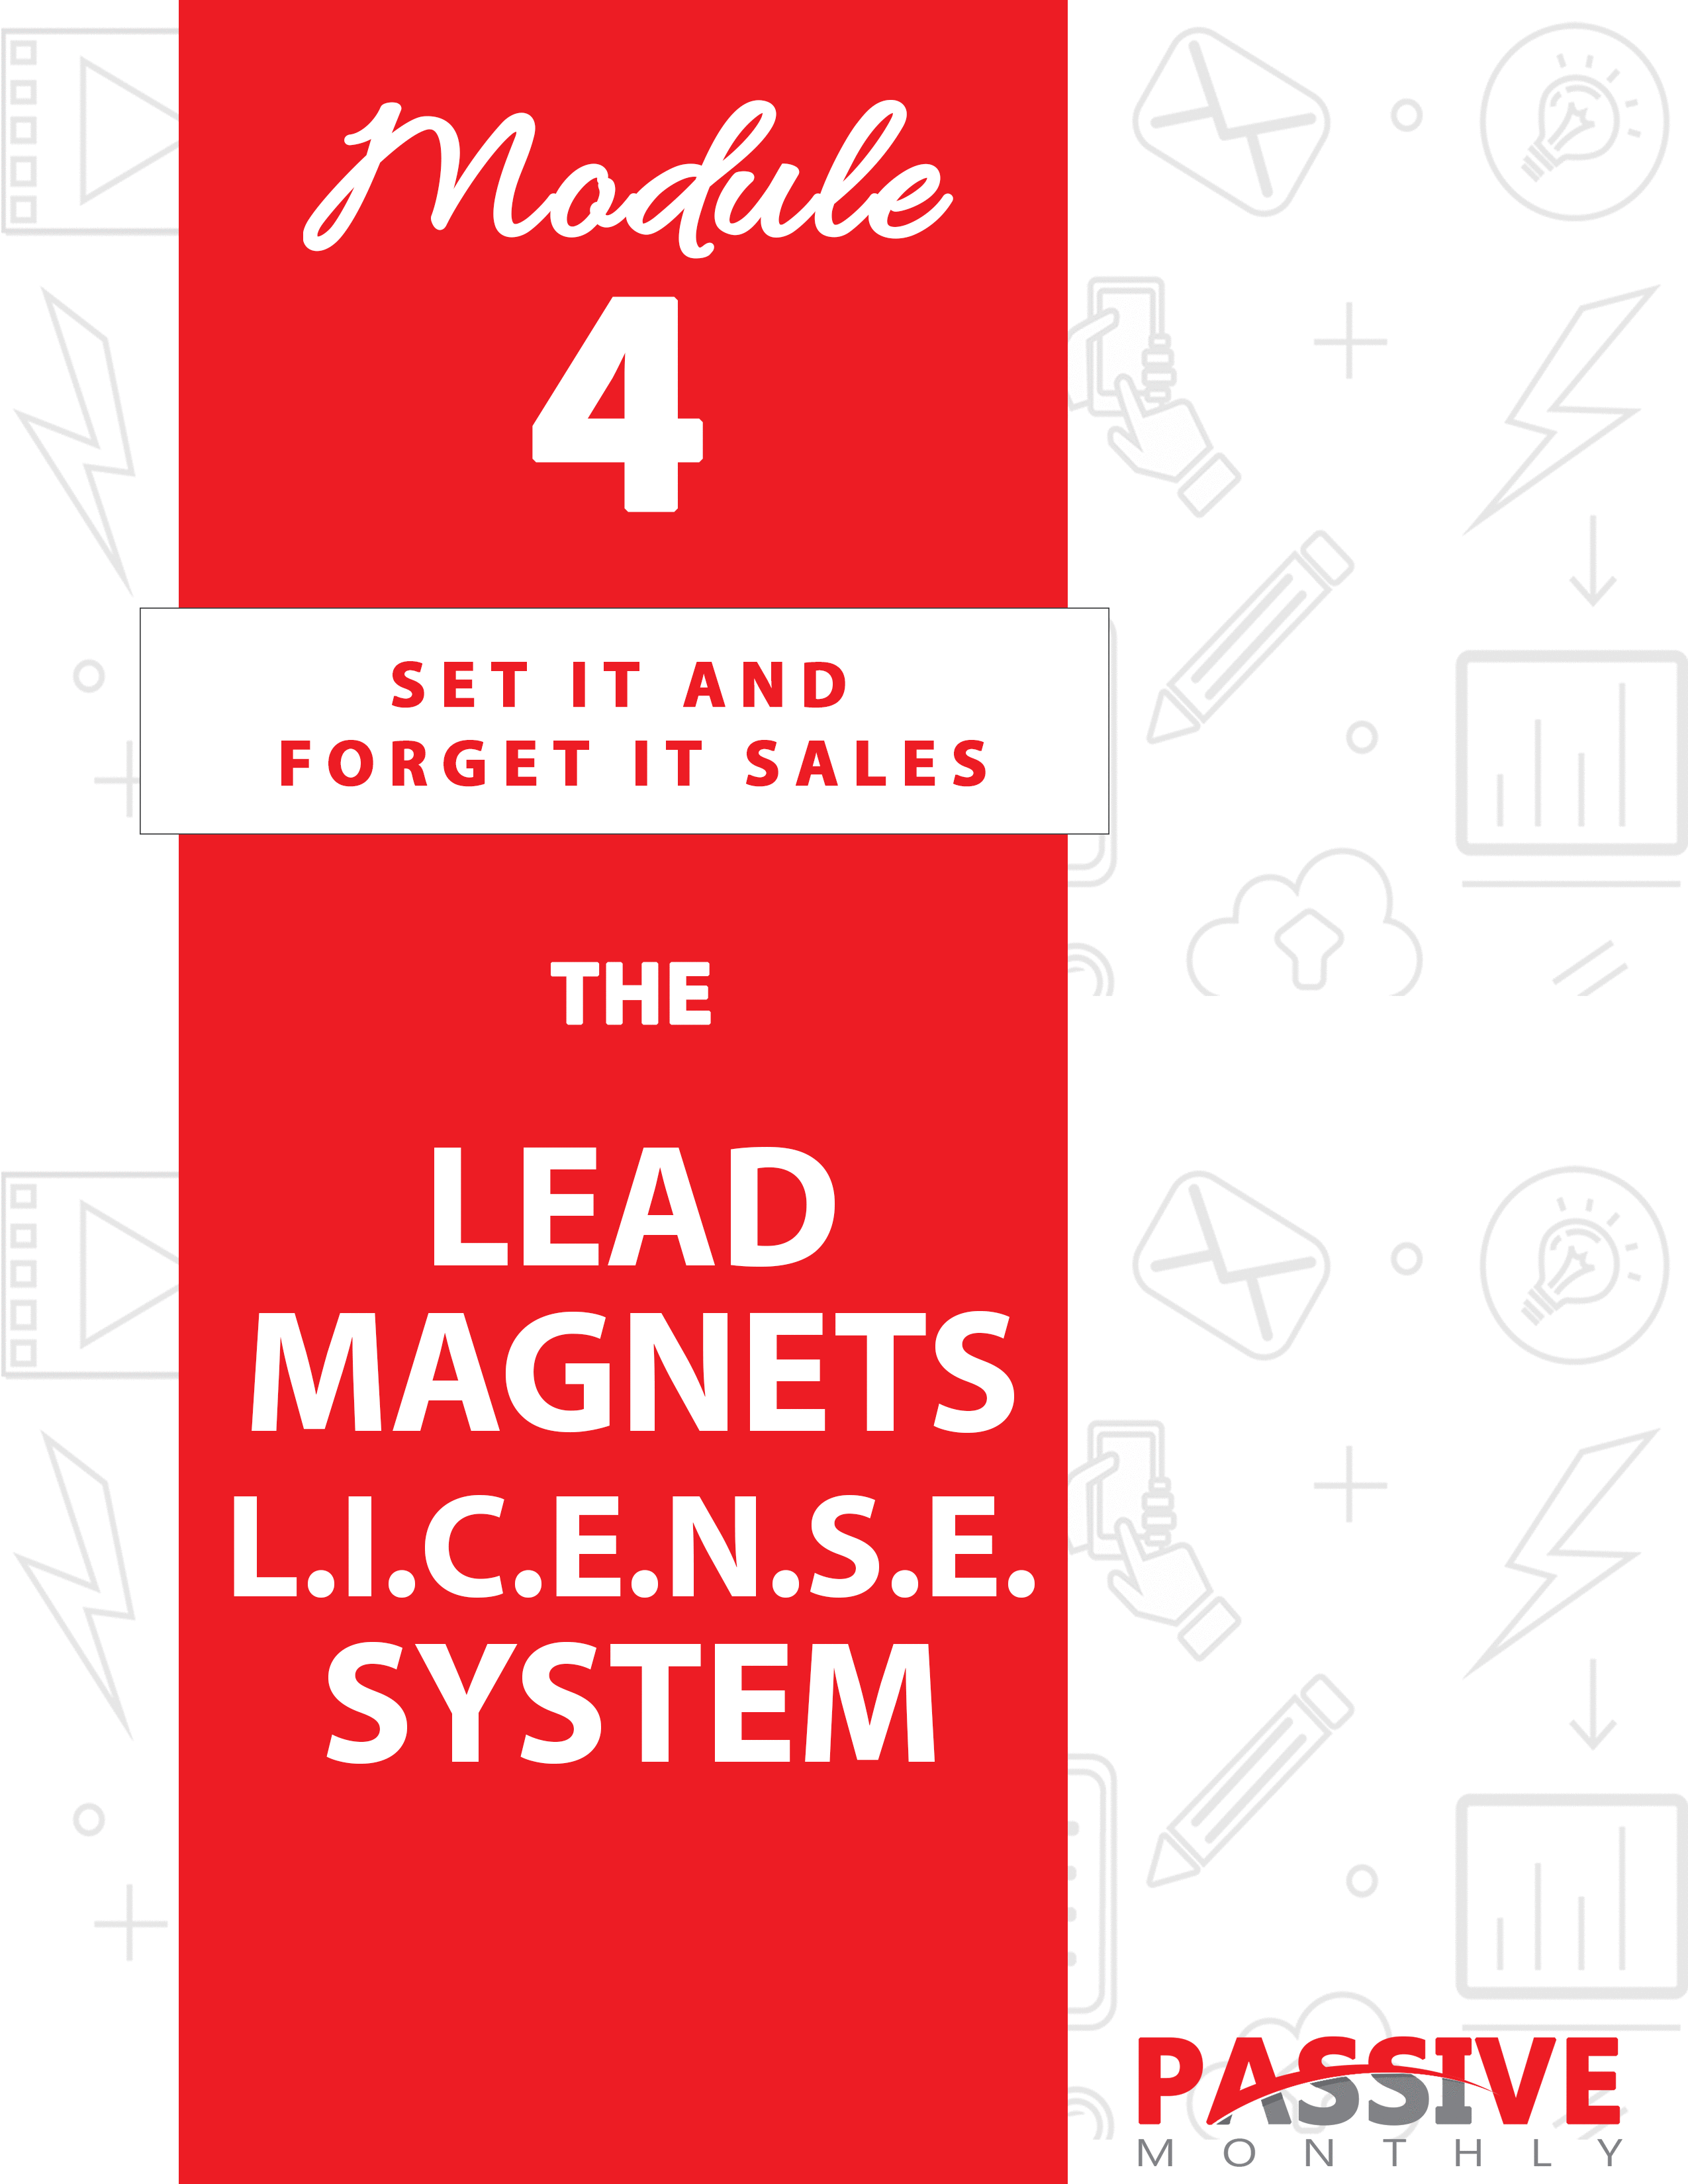 Module
4
SET IT AND
FORGET IT SALES
THE
LEAD
MAGNETS
L.I.C.E.N.S.E.
SYSTEM
PASSIVE
MONTHLY